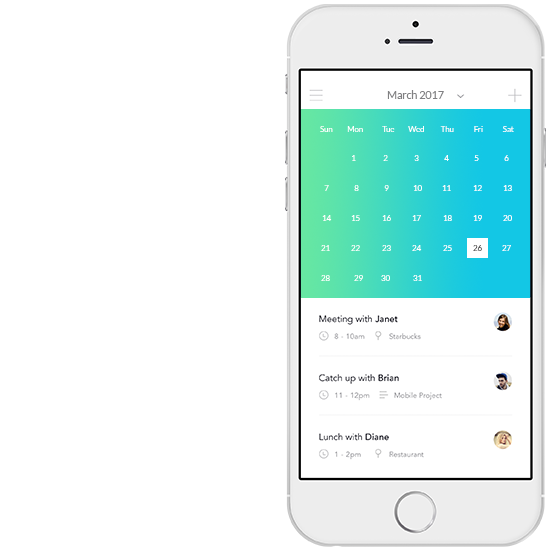 March 2017
Sun Mon Tue Wed Thu Fri Sat
1 2 3 4 5 6
7 8 9 10 11 12 13
14 15 16 17 18 19 20
21 22 23 24 25 26 27
28 29 30 31
Meeting with Janet
8 - 10am Starbucks
Catch up with Brian
11 - 12pm Mobile Project
Lunch with Diane
1 - 2pm Restaurant